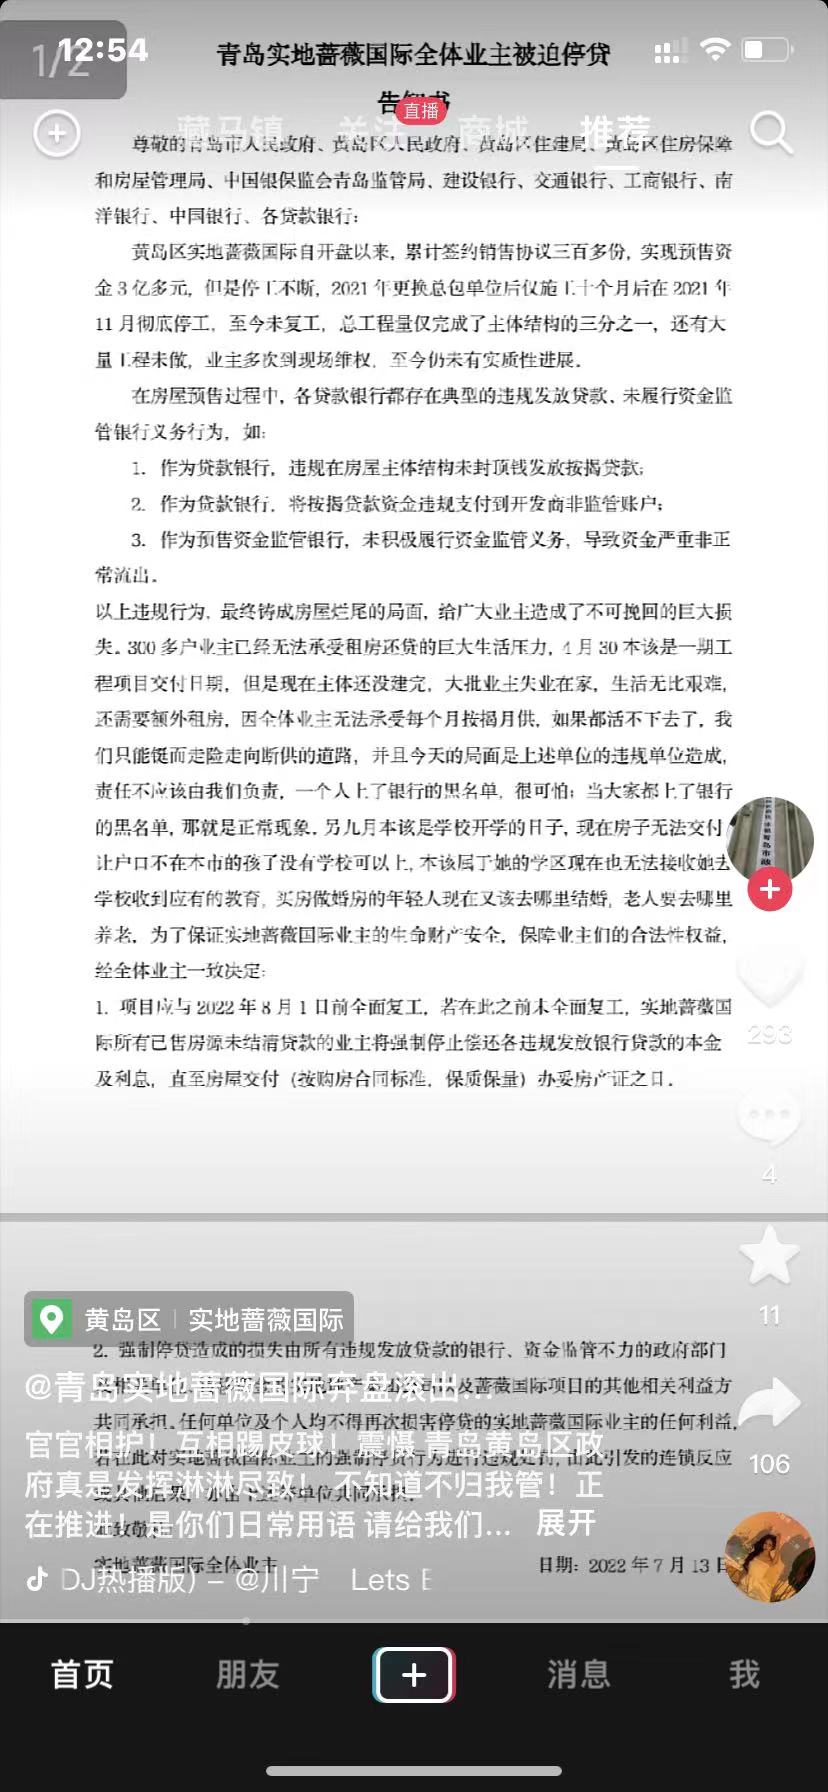 1/2
12:54
青岛实地蔷薇国际全体业主被迫停贷
告知书
直播
藏马镇 关注 商城 推荐
尊敬的青岛市人民政府、黄岛区人民政府、黄岛区住建局、黄岛区住房保障
和房屋管理局、中国银保监会青岛监管局、建设银行、交通银行、工商银行、南
洋银行、中国银行、各贷款银行：
黄岛区实地蔷薇国际自开盘以来，累计签约销售协议三百多份，实现预售资
金 3 亿多元，但是停工不断，2021 年更换总包单位后仅施工十个月后在 2021 年
11 月彻底停工，至今未复工，总工程量仅完成了主体结构的三分之一，还有大
量工程未做，业主多次到现场维权，至今仍未有实质性进展。
在房屋预售过程中，各贷款银行都存在典型的违规发放贷款、未履行资金监
管银行义务行为，如：
1. 作为贷款银行，违规在房屋主体结构未封顶钱发放按揭贷款；
2. 作为贷款银行，将按揭贷款资金违规支付到开发商非监管账户；
3. 作为预售资金监管银行，未积极履行资金监管义务，导致资金严重非正
常流出。
以上违规行为，最终铸成房屋烂尾的局面，给广大业主造成了不可挽回的巨大损
失。300 多户业主已经无法承受租房还贷的巨大生活压力，4 月 30 本该是一期工
程项目交付日期，但是现在主体还没建完，大批业主失业在家，生活无比艰难，
还需要额外租房，因全体业主无法承受每个月按揭月供，如果都活不下去了，我
们只能铤而走险走向断供的道路，并且今天的局面是上述单位的违规单位造成，
责任不应该由我们负责，一个人上了银行的黑名单，很可怕；当大家都上了银行
的黑名单，那就是正常现象。另九月本该是学校开学的日子，现在房子无法交付
让户口不在本市的孩子没有学校可以上，本该属于她的学区现在也无法接收她去
学校收到应有的教育，买房做婚房的年轻人现在又该去哪里结婚，老人要去哪里
养老，为了保证实地蔷薇国际业主的生命财产安全，保障业主们的合法性权益，
经全体业主一致决定：
1. 项目应与 2022 年 8 月 1 日前全面复工，若在此之前未全面复工，实地蔷薇国
际所有已售房源未结清贷款的业主将强制停止偿还各违规发放银行贷款的本金
及利息，直至房屋交付（按购房合同标准，保质保量）办妥房产证之日。
293
4
11
106
黄岛区 | 实地蔷薇国际
2. 强制停贷造成的损失由所有违规发放贷款的银行、资金监管不力的政府部门
@青岛实地蔷薇国际弃盘滚出...
及蔷薇国际项目的其他相关利益方
共同承担。任何单位及个人均不得再次损害停贷的实地蔷薇国际业主的任何利益，
官官相护！互相踢皮球！震慑 青岛黄岛区政
若在此对实地蔷薇国际业主的强制停贷行为进行违规处罚，由此引发的连锁反应
府真是发挥淋淋尽致！ 不知道不归我管！正
在推进！是你们日常用语 请给我们... 展开
此致敬礼
实地蔷薇国际全体业主
日期：2022 年 7 月 13 日
DJ热播版) - @川宁 Lets
首页 朋友 消息 我